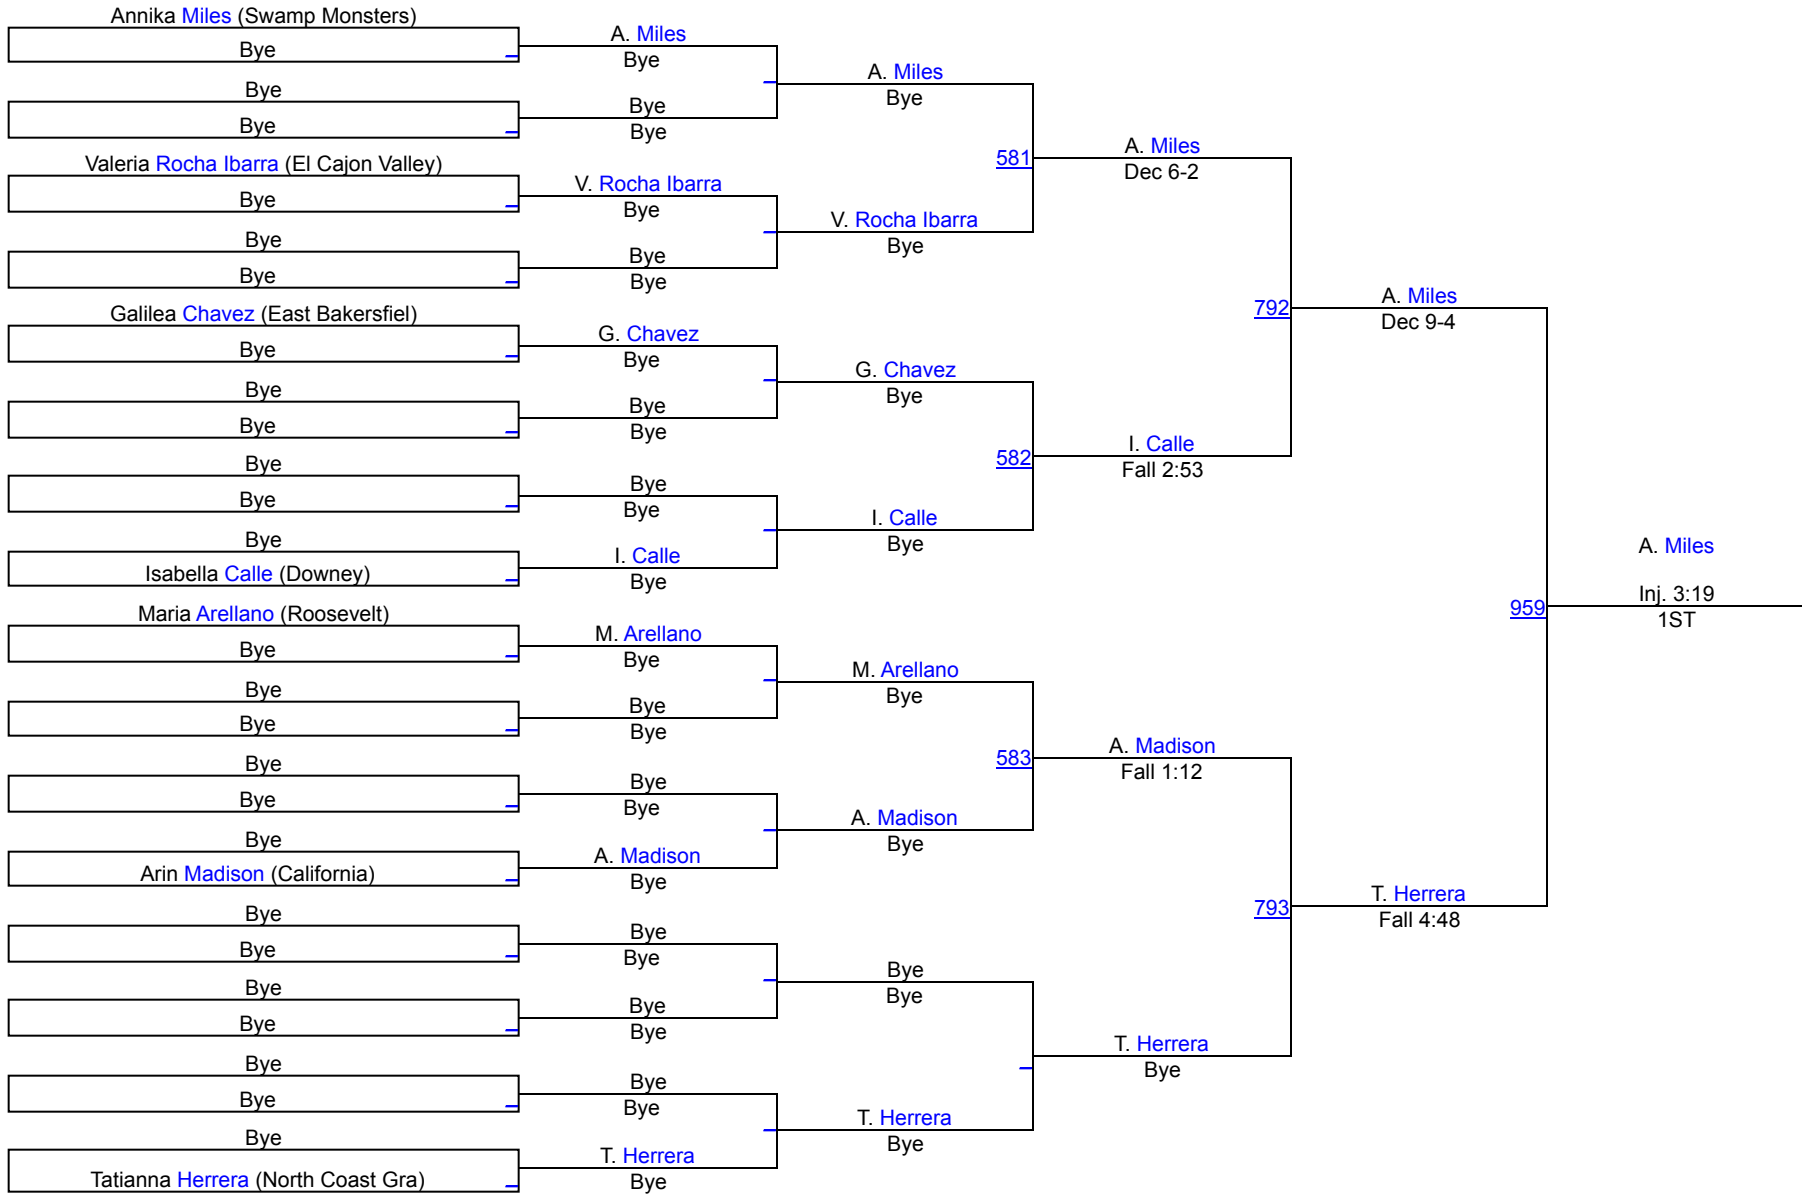 Annika Miles (Swamp Monsters)
Bye
Bye
Bye
Valeria Rocha Ibarra (El Cajon Valley)
Bye
Bye
Bye
Galilea Chavez (East Bakersfiel)
Bye
Bye
Bye
Bye
Bye
Bye
Isabella Calle (Downey)
Maria Arellano (Roosevelt)
Bye
Bye
Bye
Bye
Bye
Bye
Arin Madison (California)
Bye
Bye
Bye
Bye
Bye
Bye
Bye
Tatianna Herrera (North Coast Gra)
A. Miles
Bye
Bye
Bye
V. Rocha Ibarra
Bye
Bye
Bye
G. Chavez
Bye
Bye
Bye
Bye
Bye
I. Calle
Bye
M. Arellano
Bye
Bye
Bye
Bye
Bye
A. Madison
Bye
Bye
Bye
Bye
Bye
Bye
Bye
T. Herrera
Bye
A. Miles
Bye
581
V. Rocha Ibarra
Bye
G. Chavez
Bye
582
I. Calle
Bye
M. Arellano
Bye
583
A. Madison
Bye
Bye
Bye
T. Herrera
Bye
A. Miles
Dec 6-2
792
I. Calle
Fall 2:53
A. Madison
Fall 1:12
793
T. Herrera
Bye
A. Miles
Dec 9-4
959
T. Herrera
Fall 4:48
A. Miles
Inj. 3:19
1ST